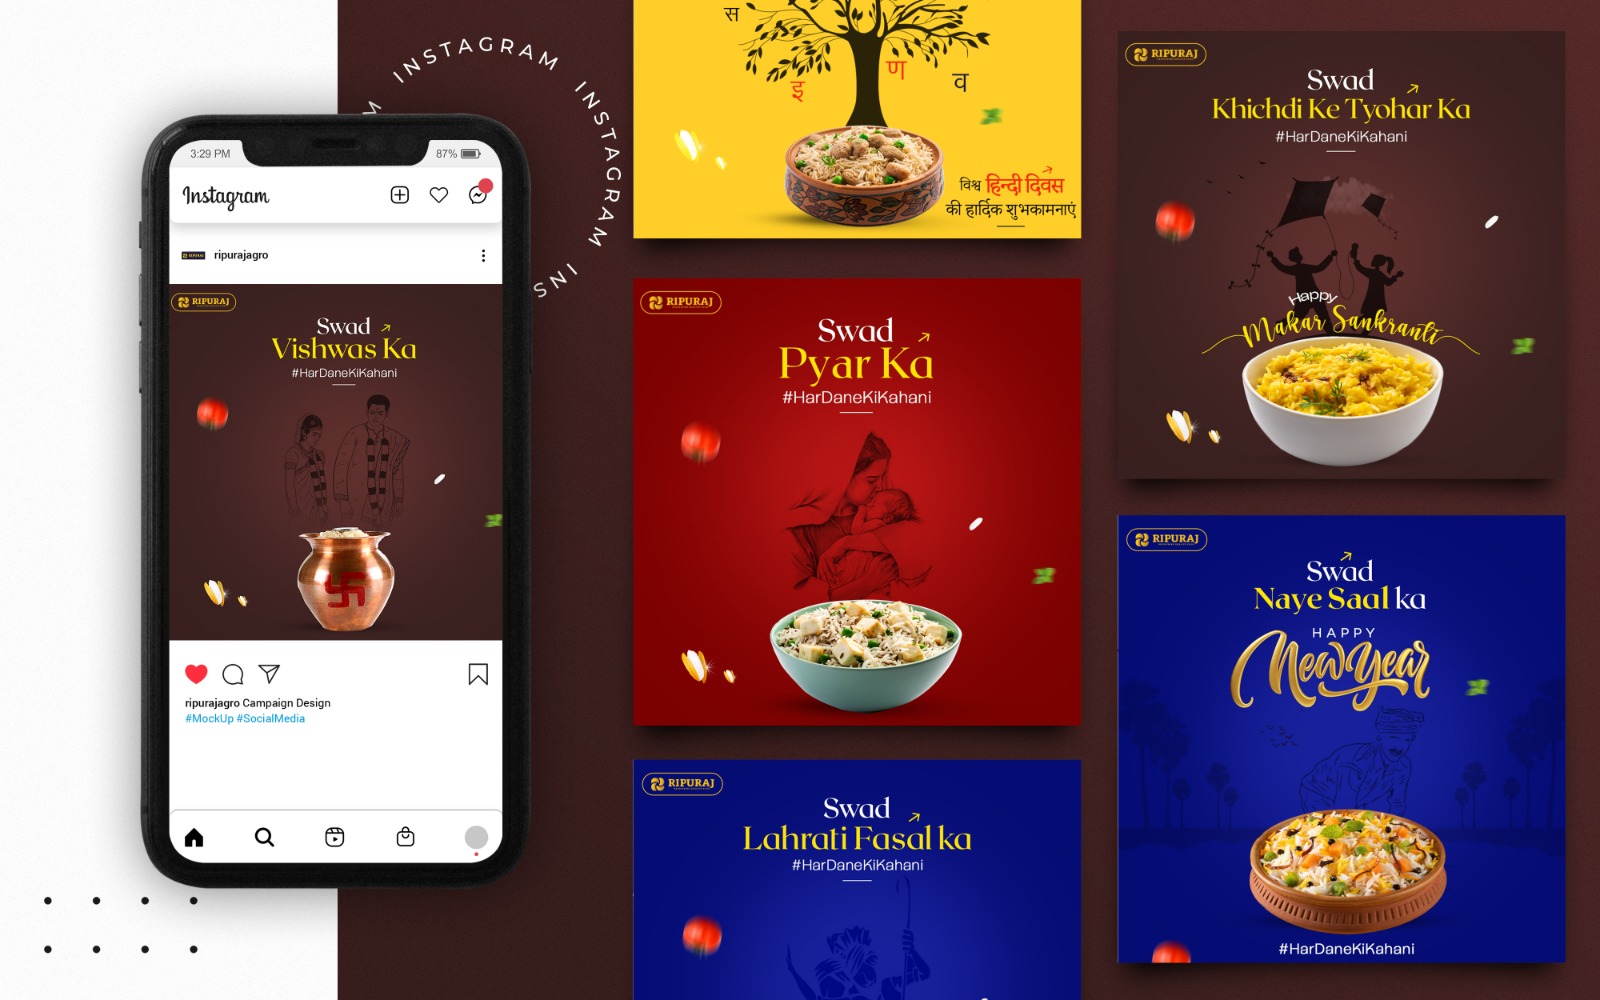 INSTAGRAM INSTAGRAM INS
M
3:29 PM
87%
Instagram
ripurajagro
RIPURAJ
Swad
Vishwas Ka
#HarDaneKiKahani
ripurajagro Campaign Design
#MockUp #SocialMedia
स
इ
ण
व
विश्व हिन्दी दिवस
की हार्दिक शुभकामनाएं
RIPURAJ
Swad
Pyar Ka
#HarDaneKiKahani
RIPURAJ
Swad
Lahrati Fasal ka
#HarDaneKiKahani
RIPURAJ
Swad
Khichdi Ke Tyohar Ka
#HarDaneKiKahani
Happy
Makar Sankranti
RIPURAJ
Swad
Naye Saal ka
HAPPY
New Year
#HarDaneKiKahani